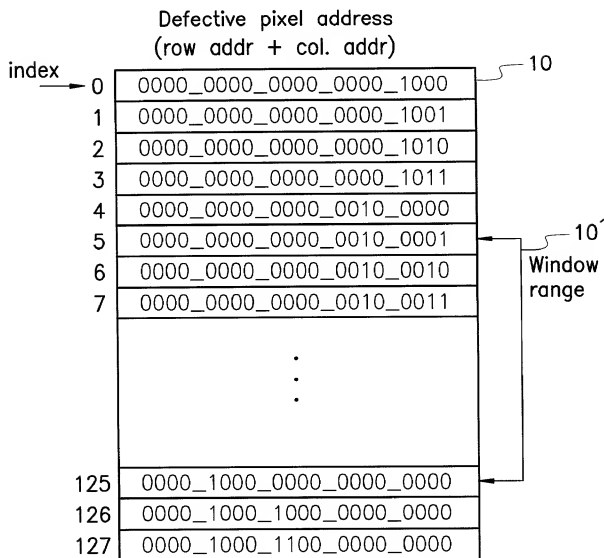 Defective pixel address
(row addr + col. addr)
index 0 0000_0000_0000_0000_1000 10
1 0000_0000_0000_0000_1001
2 0000_0000_0000_0000_1010
3 0000_0000_0000_0000_1011
4 0000_0000_0000_0010_0000
5 0000_0000_0000_0010_0001 10´
6 0000_0000_0000_0010_0010 Window
7 0000_0000_0000_0010_0011 range
125 0000_1000_0000_0000_0000
126 0000_1000_1000_0000_0000
127 0000_1000_1100_0000_0000